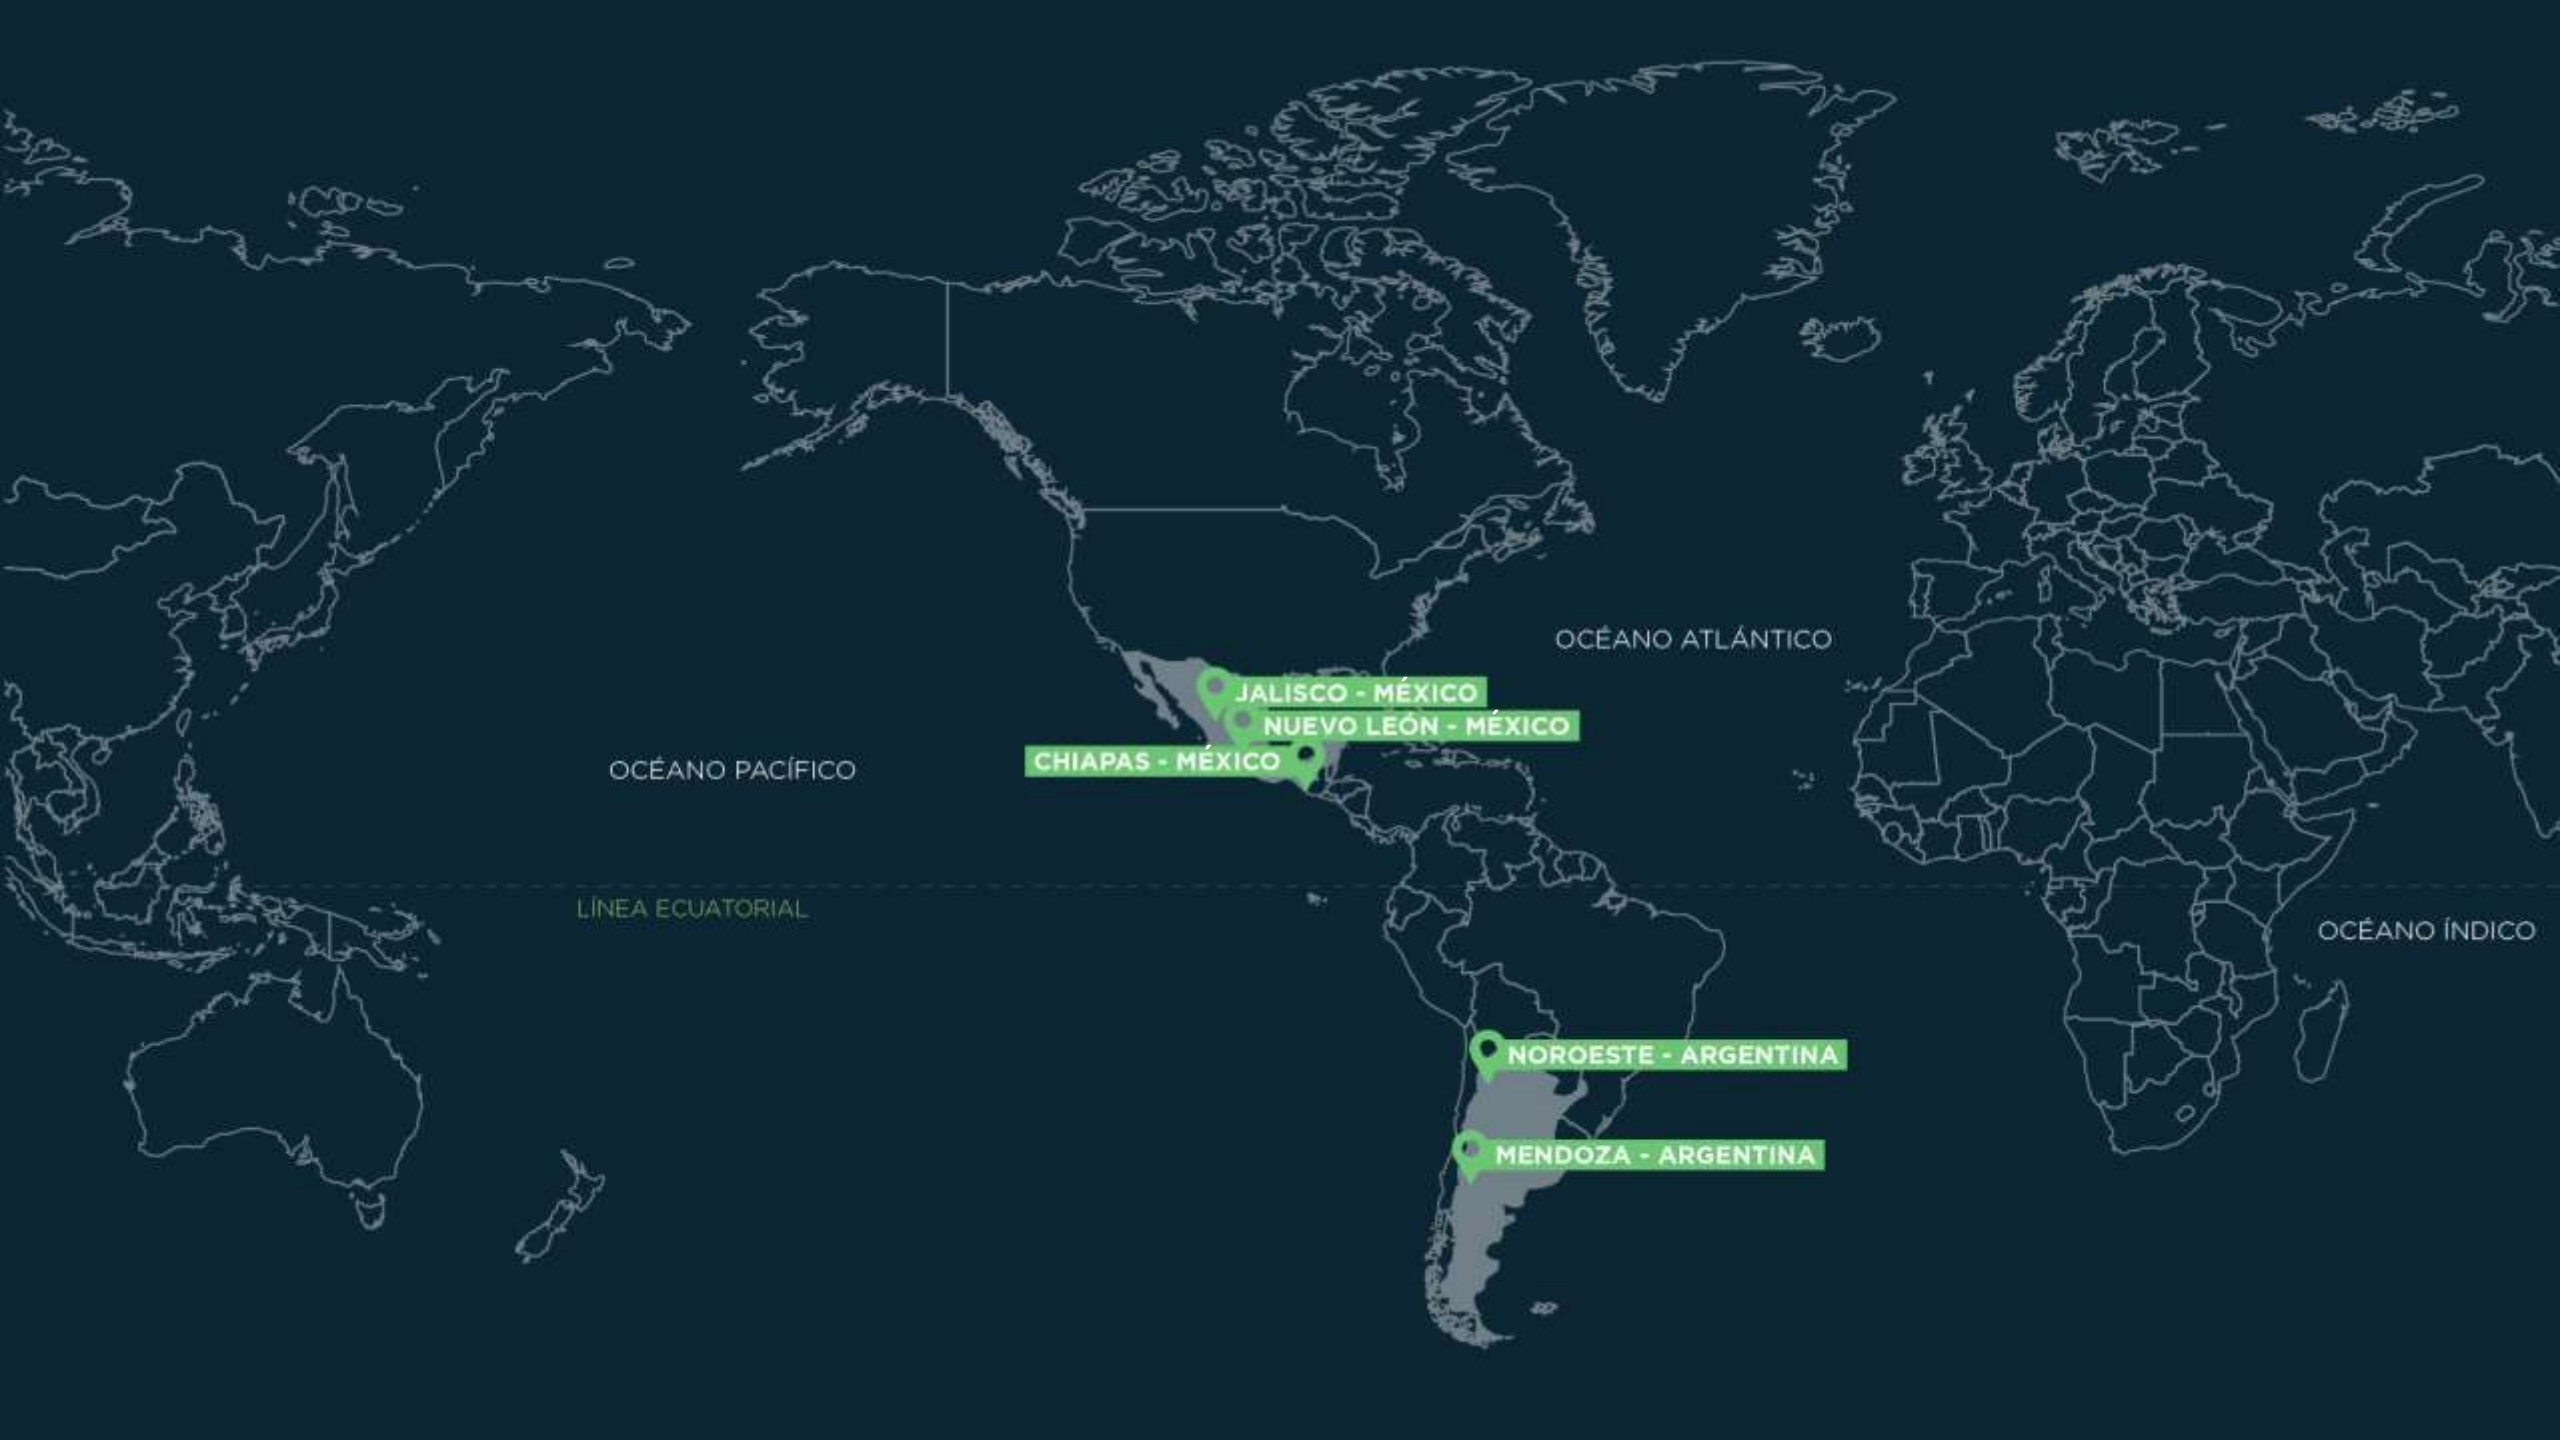 OCÉANO ATLÁNTICO
JALISCO - MÉXICO
NUEVO LEÓN - MÉXICO
CHIAPAS - MÉXICO
OCÉANO PACÍFICO
LÍNEA ECUATORIAL
OCÉANO ÍNDICO
NOROESTE - ARGENTINA
MENDOZA - ARGENTINA